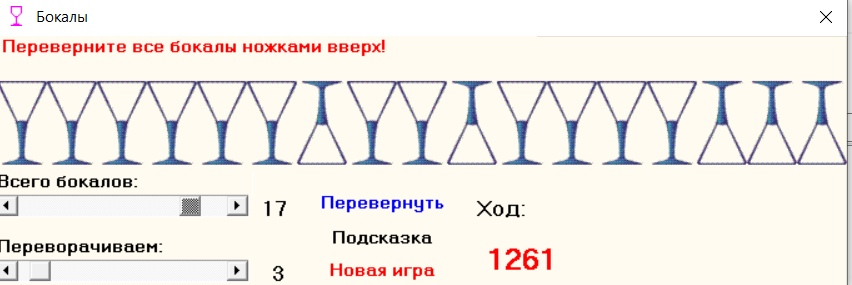 Бокалы
Переверните все бокалы ножками вверх!
Всего бокалов:
17
Перевернуть
Ход:
Подсказка
Переворачиваем:
1261
3
Новая игра